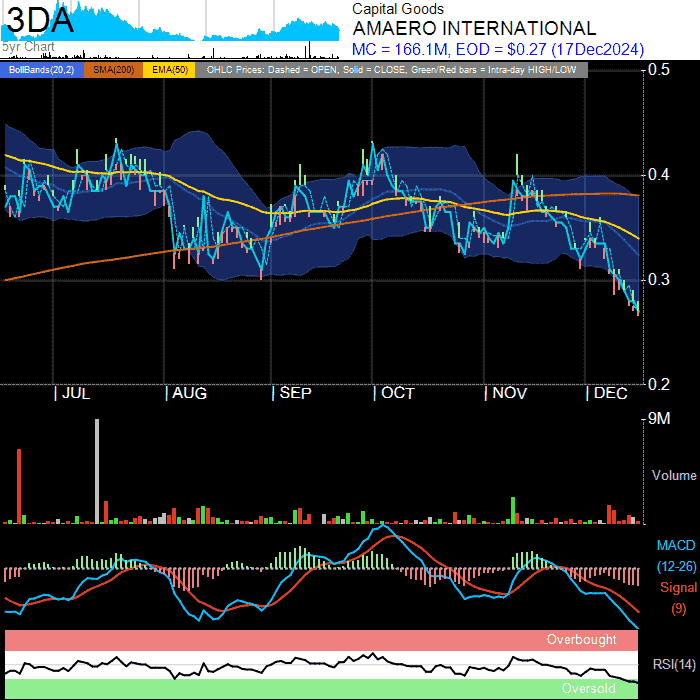 3DA
5yr Chart
Capital Goods
AMAERO INTERNATIONAL
MC = 166.1M, EOD = $0.27 (17Dec2024)
BollBands(20,2) SMA(200) EMA(50) OHLC Prices: Dashed = OPEN, Solid = CLOSE, Green/Red bars = Intra-day HIGH/LOW
0.5
0.4
0.3
0.2
| JUL | AUG | SEP | OCT | NOV | DEC
9M
Volume
MACD
(12-26)
Signal
(9)
Overbought
RSI(14)
Oversold